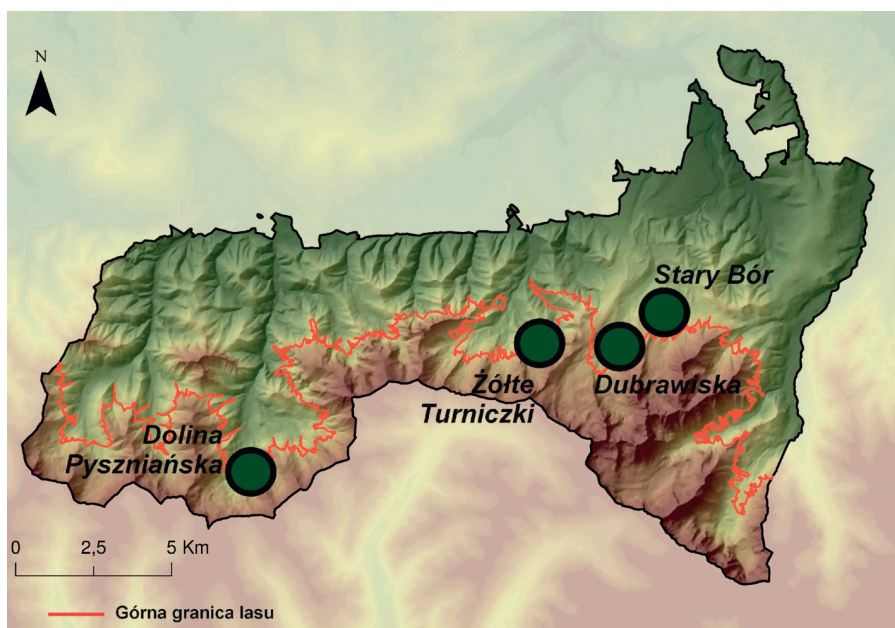 N
Stary Bór
Żółte
Turniczki
Dubrawiska
Dolina
Pyszniańska
0 2,5 5 Km
Górna granica lasu